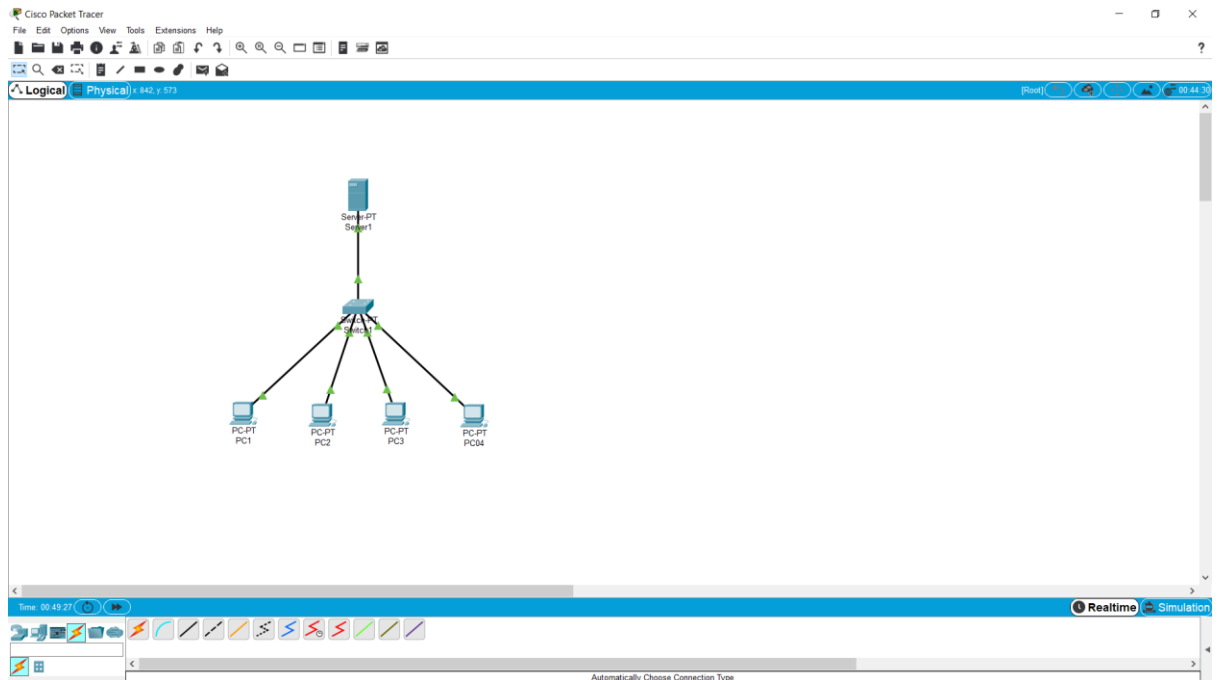 Cisco Packet Tracer
File Edit Options View Tools Extensions Help
?
Logical Physical x: 842, y: 573 [Root] 00:44:30
Server-PT
Server1
Switch-PT
Switch1
PC-PT PC-PT PC-PT PC-PT
PC1 PC2 PC3 PC04
Time: 00:49:27 Realtime Simulation
Automatically Choose Connection Type